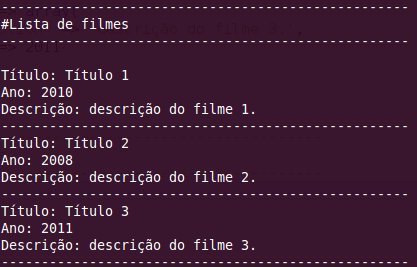 ---------------------------------------------------
#Lista de filmes
---------------------------------------------------
Título: Título 1
Ano: 2010
Descrição: descrição do filme 1.
---------------------------------------------------
Título: Título 2
Ano: 2008
Descrição: descrição do filme 2.
---------------------------------------------------
Título: Título 3
Ano: 2011
Descrição: descrição do filme 3.
---------------------------------------------------